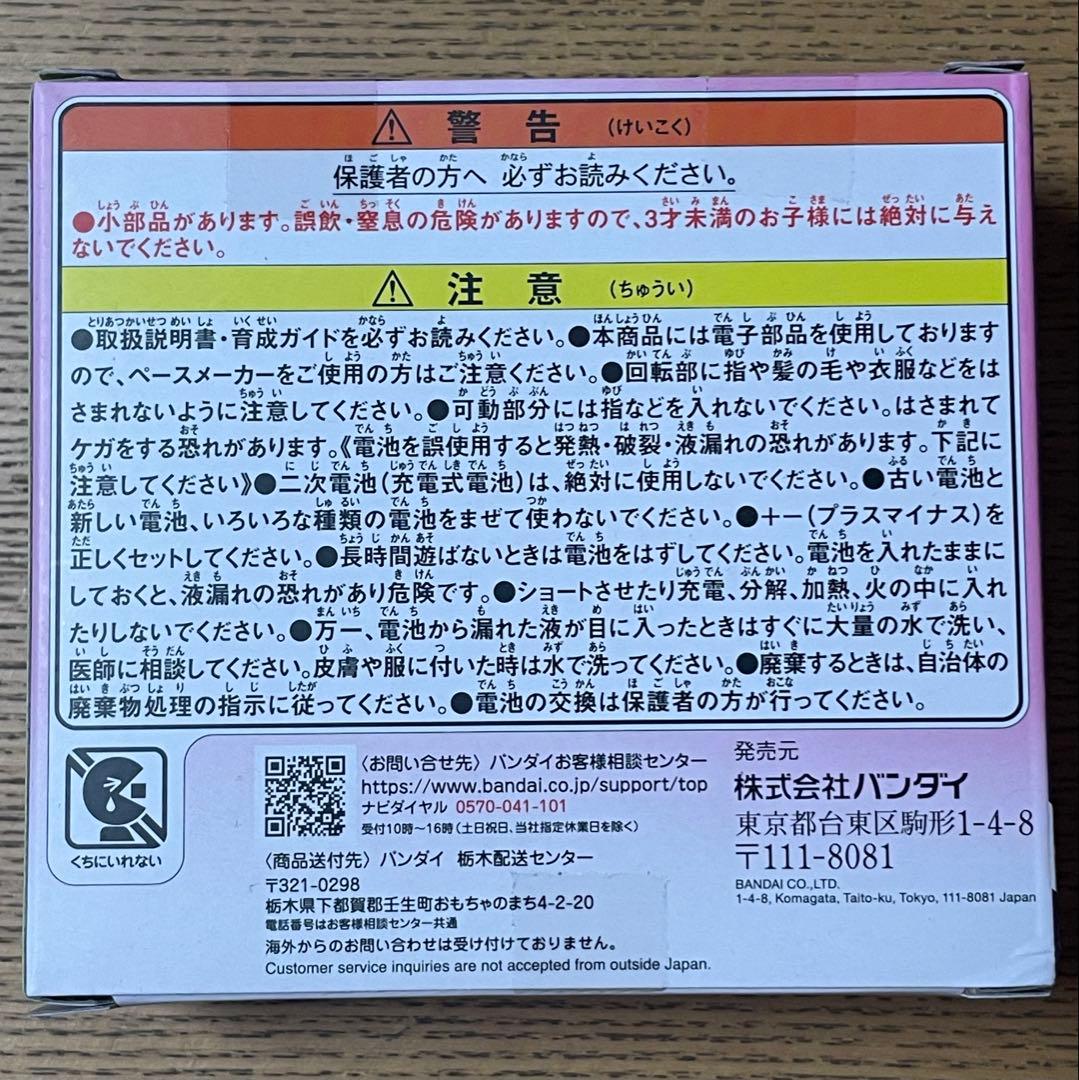 ⚠ 警告 (けいこく)
保護者の方へ 必ずお読みください。
●小部品があります。誤飲・窒息の危険がありますので、3才未満のお子様には絶対に与え
ないでください。
⚠ 注意 (ちゅうい)
●取扱説明書・育成ガイドを必ずお読みください。●本商品には電子部品を使用しております
ので、ペースメーカーをご使用の方はご注意ください。●回転部に指や髪の毛や衣服などをは
さまれないように注意してください。●可動部分には指などを入れないでください。はさまれて
ケガをする恐れがあります。《電池を誤使用すると発熱・破裂・液漏れの恐れがあります。下記に
注意してください》●二次電池(充電式電池)は、絶対に使用しないでください。●古い電池と
新しい電池、いろいろな種類の電池をまぜて使わないでください。●+−(プラスマイナス)を
正しくセットしてください。●長時間遊ばないときは電池をはずしてください。電池を入れたままに
しておくと、液漏れの恐れがあり危険です。●ショートさせたり充電、分解、加熱、火の中に入れ
たりしないでください。●万一、電池から漏れた液が目に入ったときはすぐに大量の水で洗い、
医師に相談してください。皮膚や服に付いた時は水で洗ってください。●廃棄するときは、自治体の
廃棄物処理の指示に従ってください。●電池の交換は保護者の方が行ってください。
くちにいれない
〈お問い合せ先〉バンダイお客様相談センター
https://www.bandai.co.jp/support/top
ナビダイヤル 0570-041-101
受付10時〜16時(土日祝日、当社指定休業日を除く)
〈商品送付先〉バンダイ 栃木配送センター
〒321-0298
栃木県下都賀郡壬生町おもちゃのまち4-2-20
電話番号はお客様相談センター共通
海外からのお問い合わせは受け付けておりません。
Customer service inquiries are not accepted from outside Japan.
発売元
株式会社バンダイ
東京都台東区駒形1-4-8
〒111-8081
BANDAI CO.,LTD.
1-4-8, Komagata, Taito-ku, Tokyo, 111-8081 Japan